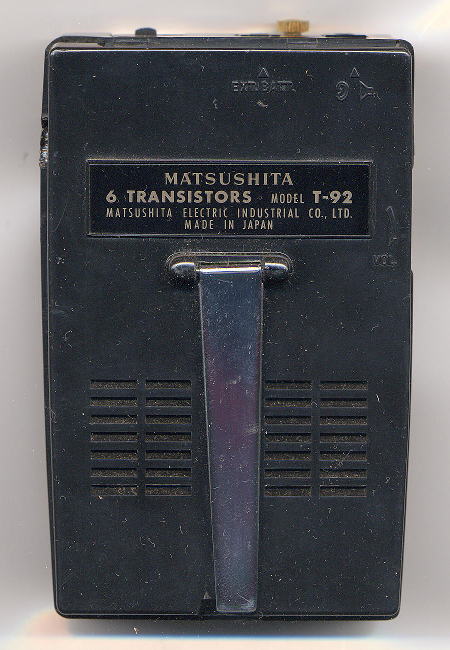 EXT.BATT.
MATSUSHITA
6 TRANSISTORS MODEL T-92
MATSUSHITA ELECTRIC INDUSTRIAL CO., LTD.
MADE IN JAPAN
VOL